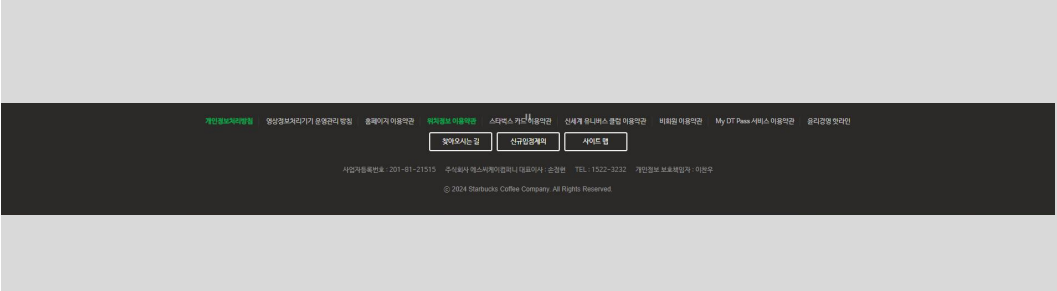 개인정보처리방침 영상정보처리기기 운영관리 방침 홈페이지 이용약관 위치정보 이용약관 스타벅스 카드 이용약관 신세계 유니버스 클럽 이용약관 비회원 이용약관 My DT Pass 서비스 이용약관 윤리경영 핫라인
찾아오시는 길 신규입점제의 사이트 맵
사업자등록번호 : 201-81-21515 주식회사 에스씨케이컴퍼니 대표이사 : 손정현 TEL : 1522-3232 개인정보 보호책임자 : 이찬우
ⓒ 2024 Starbucks Coffee Company. All Rights Reserved.